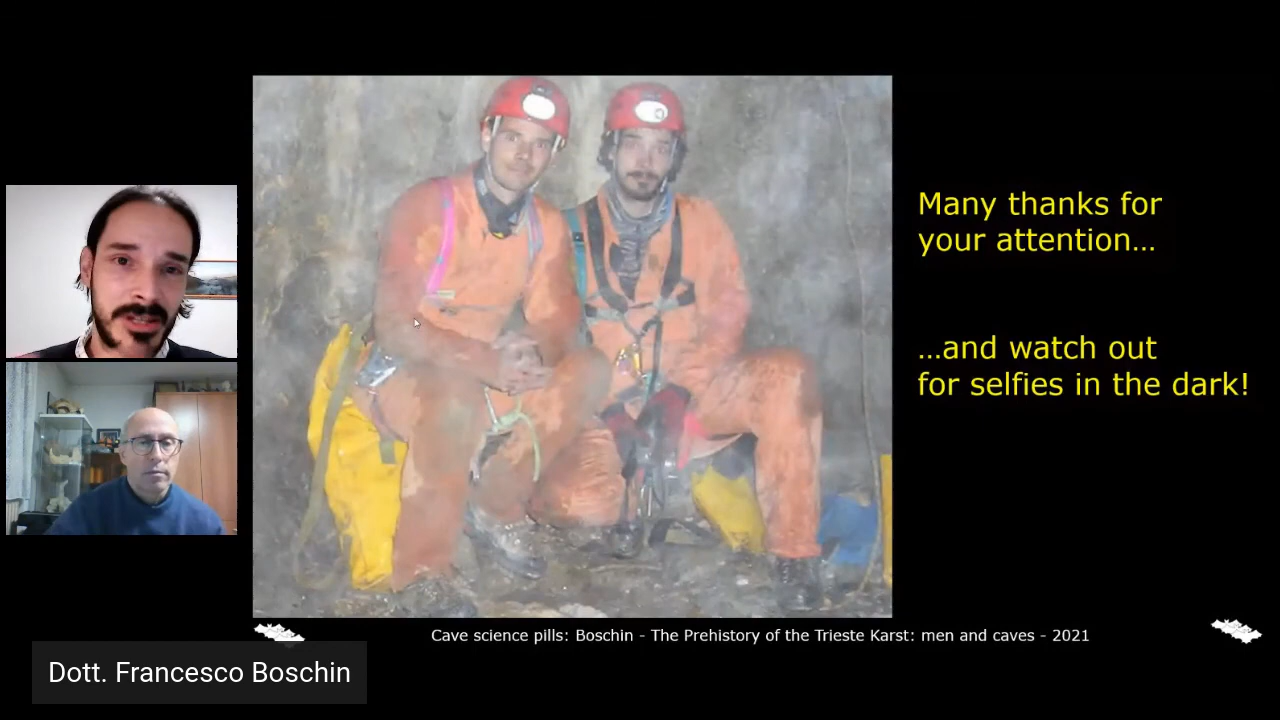 Many thanks for
your attention…
…and watch out
for selfies in the dark!
Cave science pills: Boschin - The Prehistory of the Trieste Karst: men and caves - 2021
Dott. Francesco Boschin